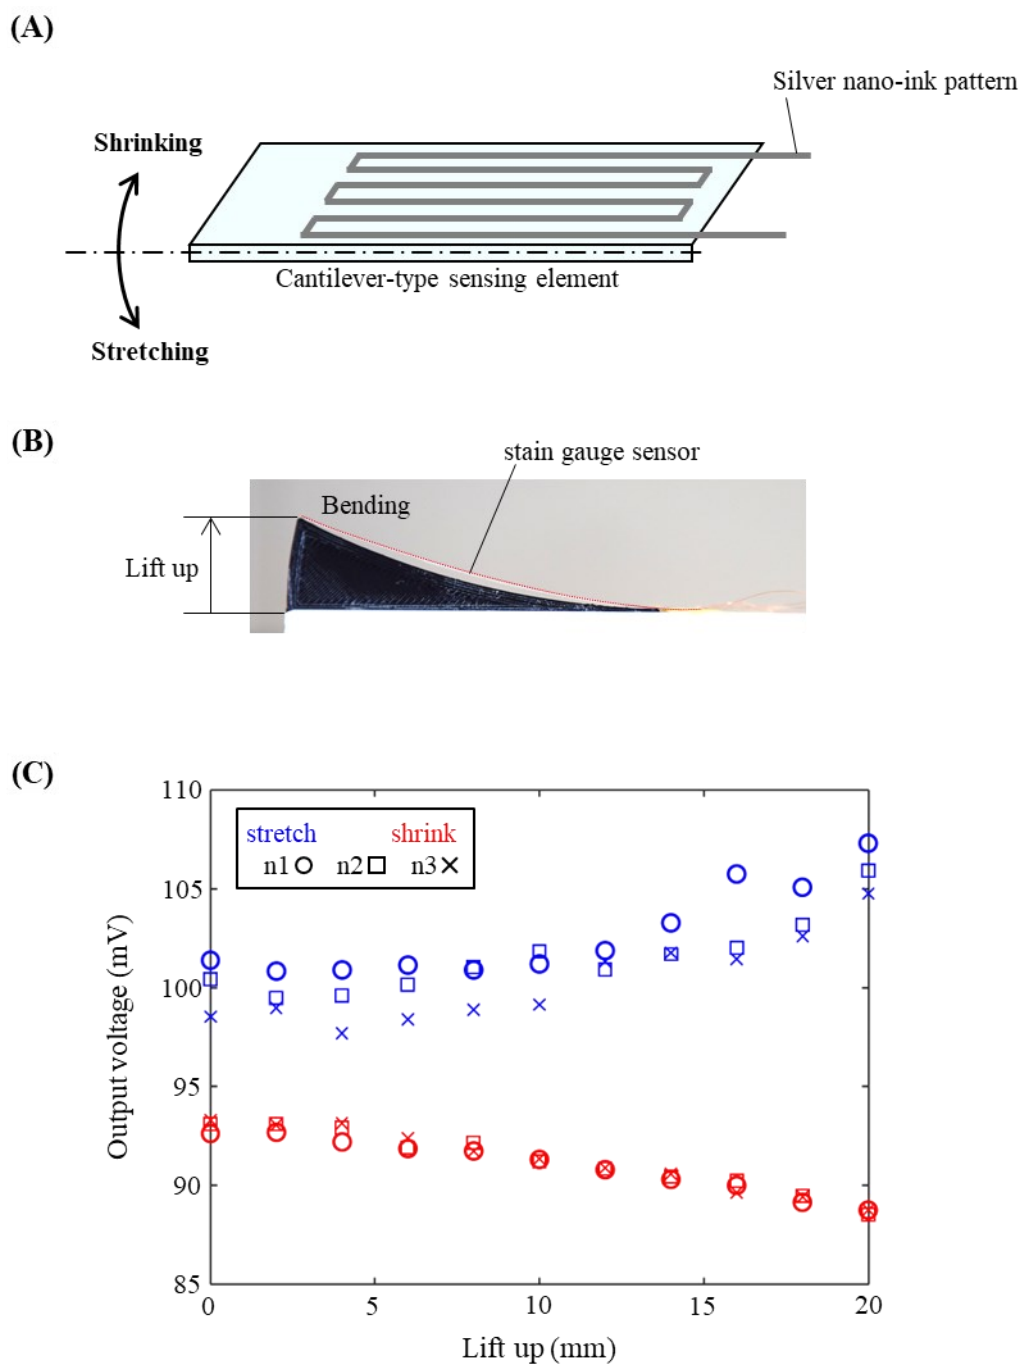 (A)
Silver nano-ink pattern
Shrinking
Cantilever-type sensing element
Stretching
(B)
stain gauge sensor
Bending
Lift up
(C)
110
stretch shrink
n1 n2 n3
105
100
95
90
85
Output voltage (mV)
0 5 10 15 20
Lift up (mm)